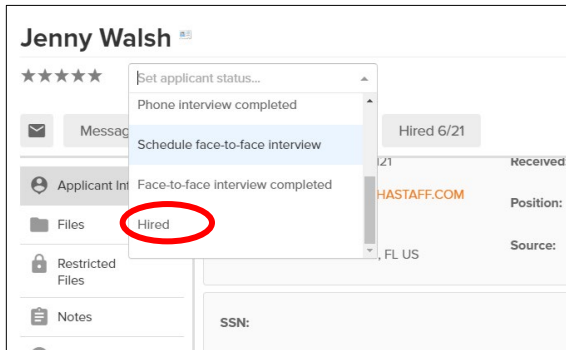 Jenny Walsh
Set applicant status...
Phone interview completed
Messag
Schedule face-to-face interview
Hired 6/21
/21
Received
Applicant Inf
Face-to-face interview completed
HASTAFF.COM
Position:
Files
Hired
, FL US
Source:
Restricted
Files
Notes
SSN: